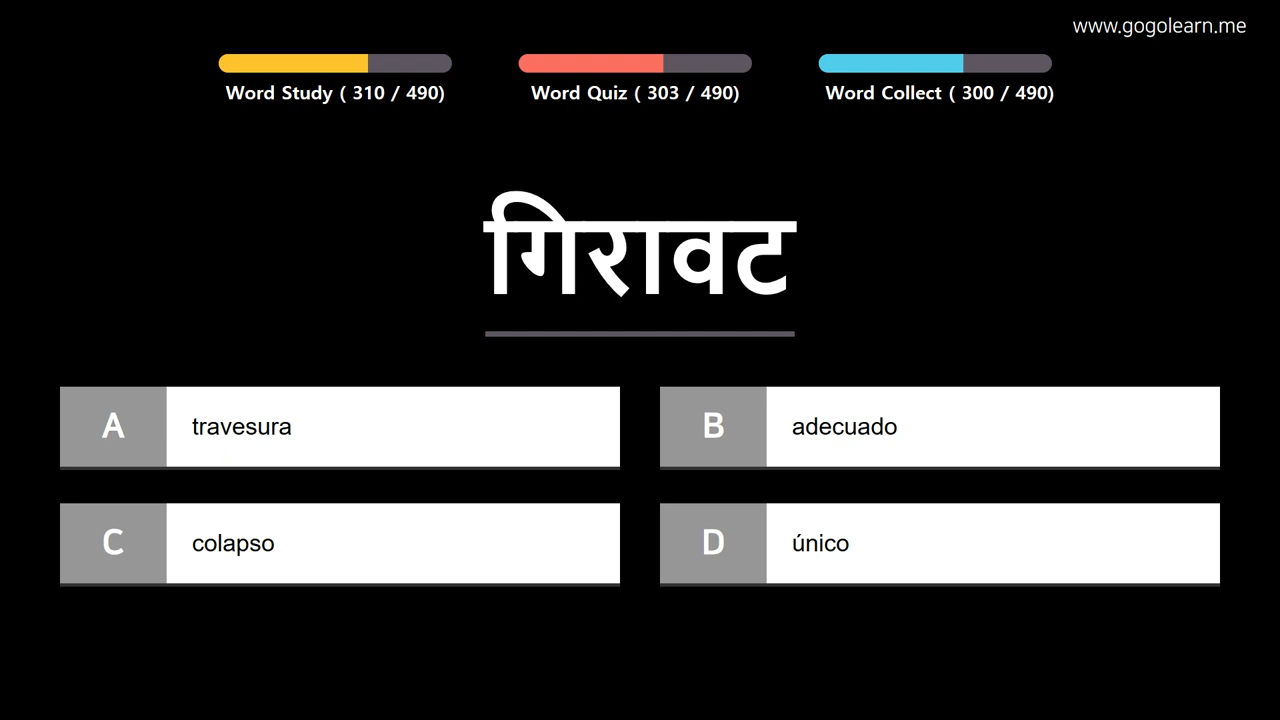 www.gogolearn.me
Word Study ( 310 / 490)
Word Quiz ( 303 / 490)
Word Collect ( 300 / 490)
गिरावट
A travesura
B adecuado
C colapso
D único